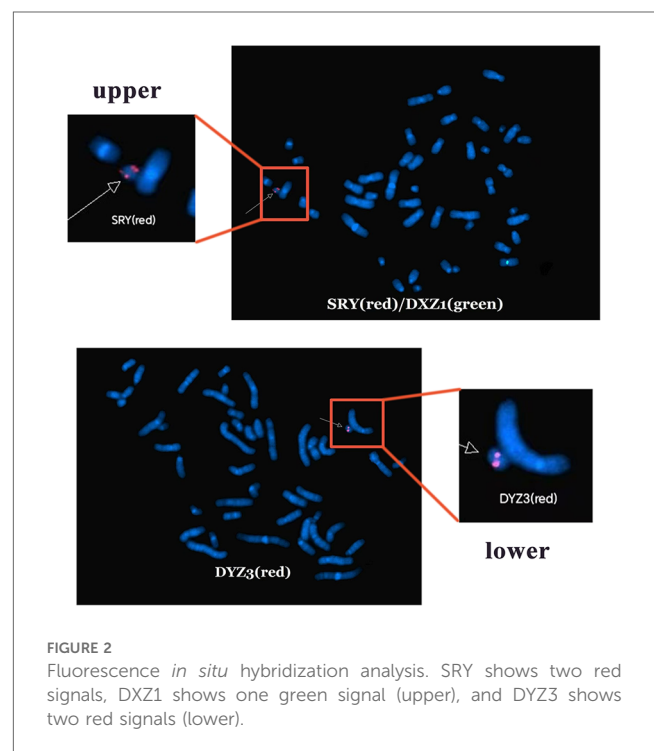 upper
SRY(red)
SRY(red)/DXZ1(green)
DYZ3(red)
DYZ3(red)
lower
FIGURE 2
Fluorescence in situ hybridization analysis. SRY shows two red
signals, DXZ1 shows one green signal (upper), and DYZ3 shows
two red signals (lower).